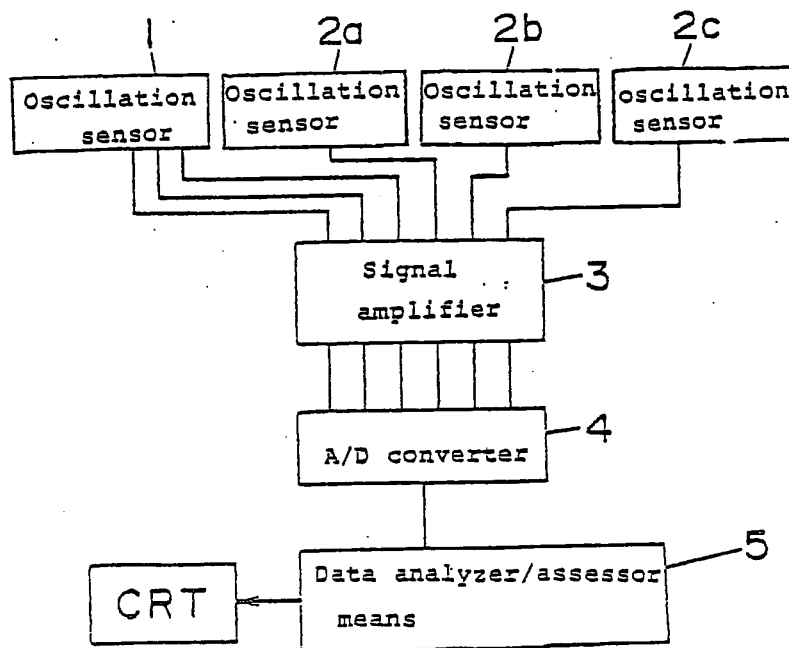 1
2a
2b
2c
Oscillation
sensor
Oscillation
sensor
Oscillation
sensor
oscillation
sensor
Signal
amplifier
3
A/D converter
4
Data analyzer/assessor
means
5
CRT